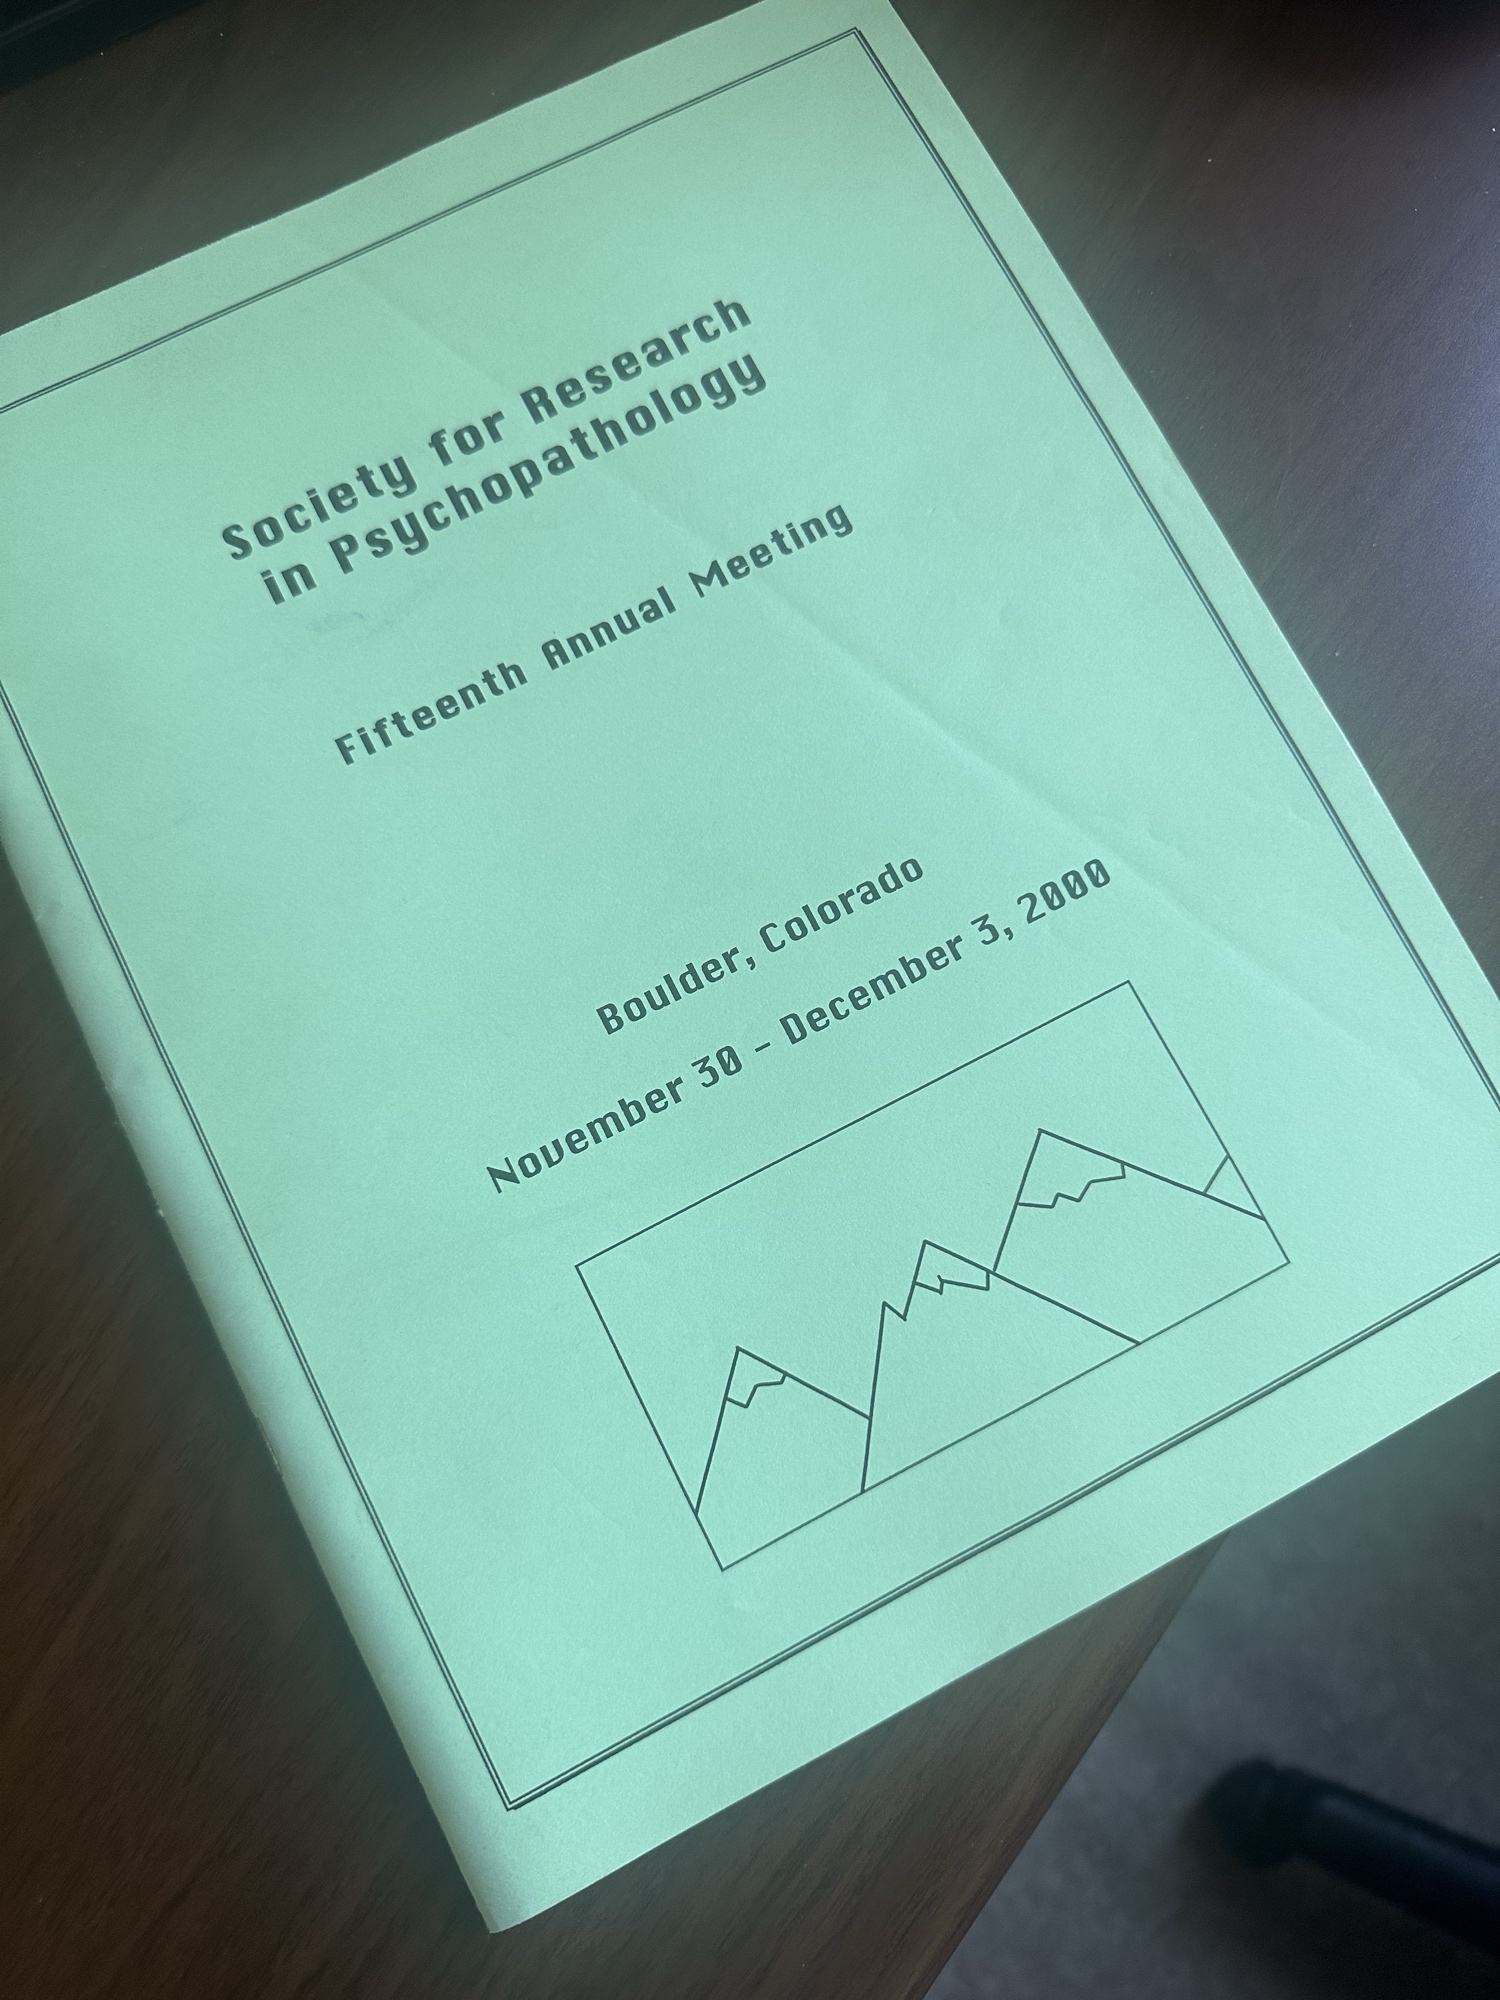 Society for Research
in Psychopathology
Fifteenth Annual Meeting
Boulder, Colorado
November 30 - December 3, 2000